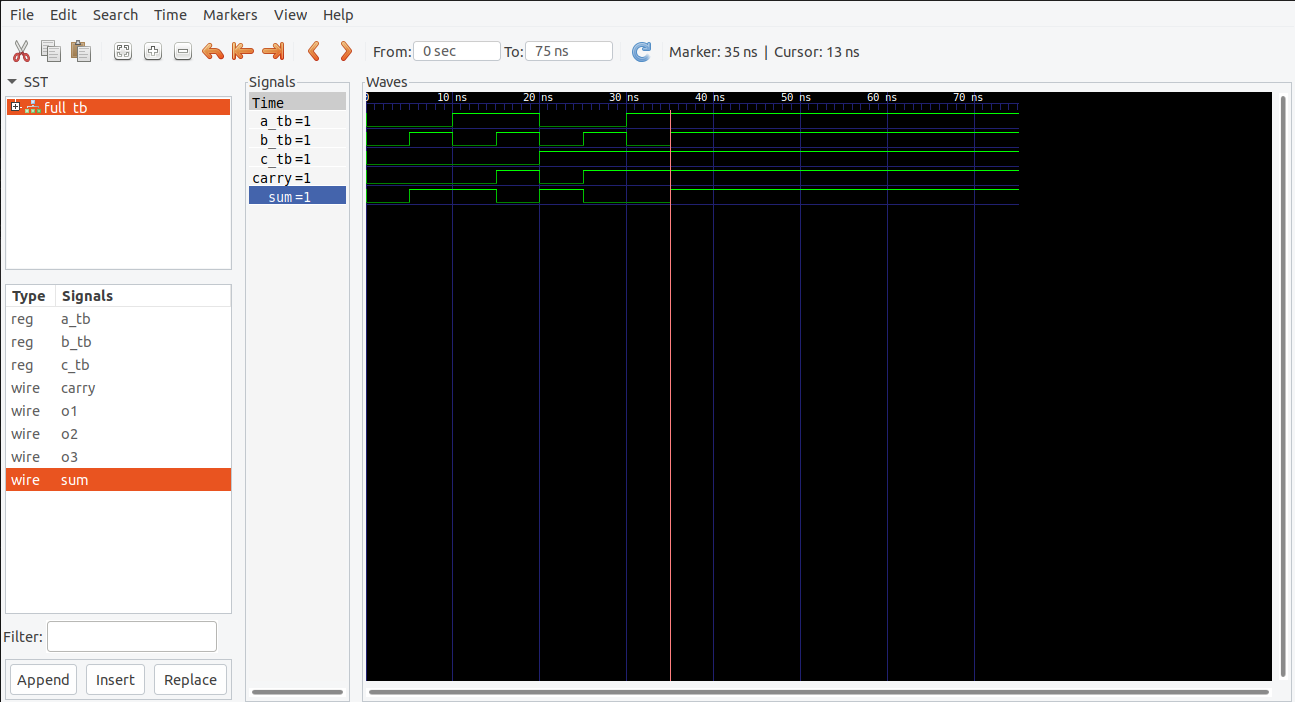 File Edit Search Time Markers View Help
From: 0 sec To: 75 ns Marker: 35 ns | Cursor: 13 ns
SST
full_tb
Type Signals
reg a_tb
reg b_tb
reg c_tb
wire carry
wire o1
wire o2
wire o3
wire sum
Filter:
Append Insert Replace
Signals
Time
a_tb=1
b_tb=1
c_tb=1
carry=1
sum=1
Waves
0 10 ns 20 ns 30 ns 40 ns 50 ns 60 ns 70 ns